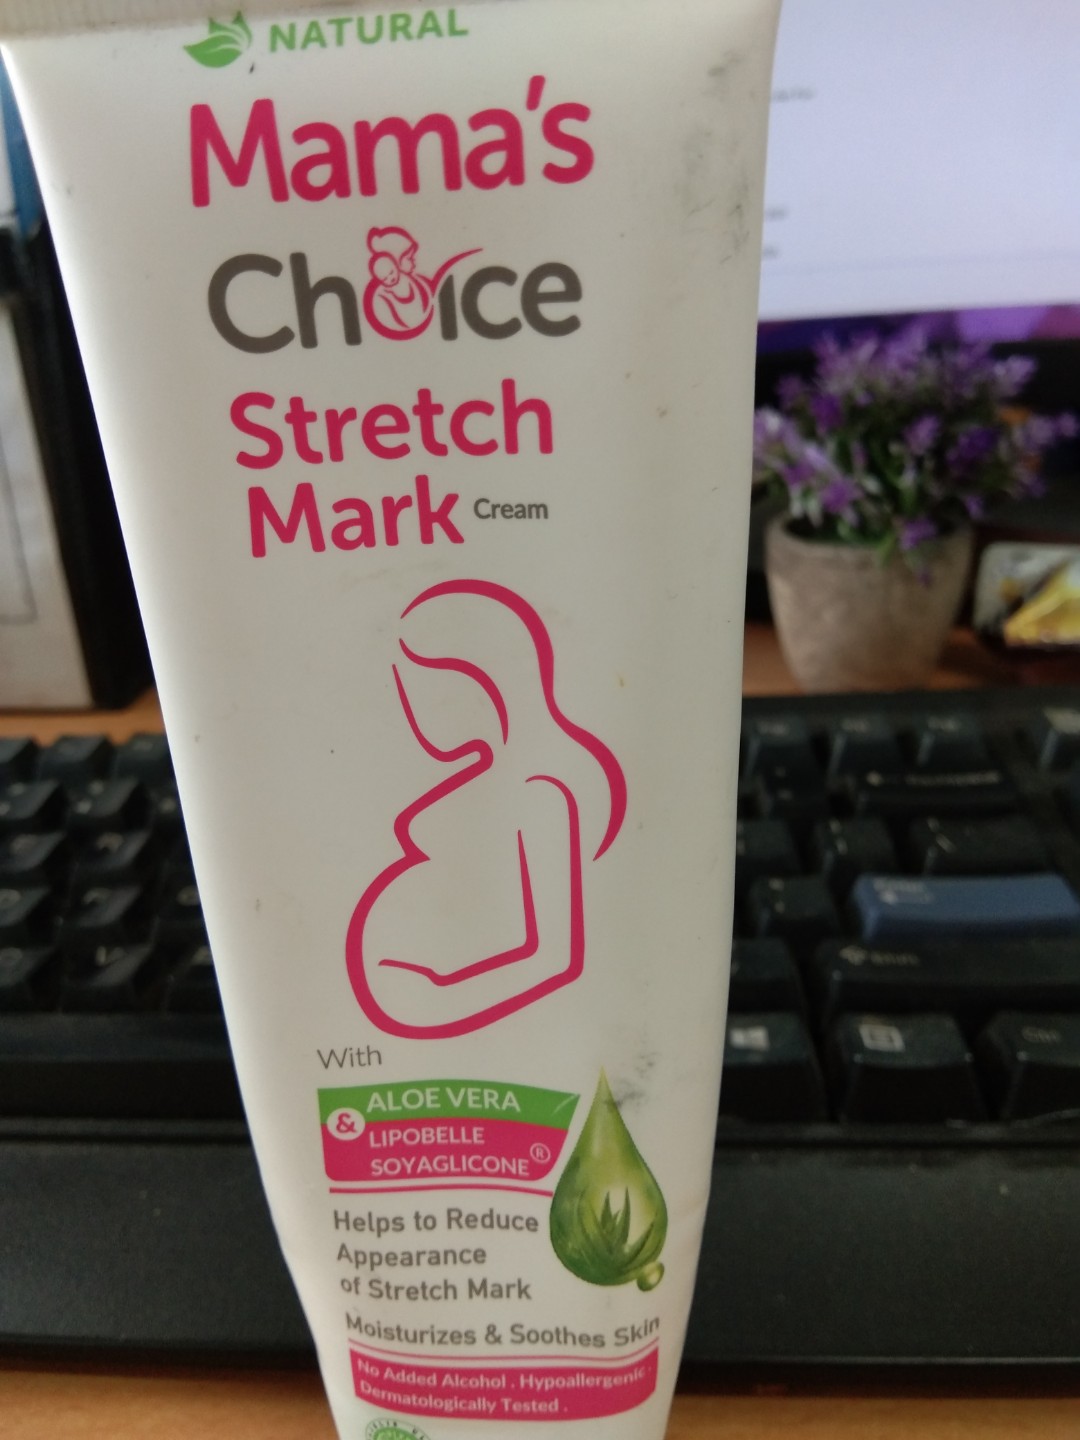 NATURAL
Mama's
Choice
Stretch
Mark Cream
With
ALOE VERA
&
LIPOBELLE
SOYAGLICONE®
Helps to Reduce
Appearance
of Stretch Mark
Moisturizes & Soothes Skin
No Added Alcohol . Hypoallergenic .
Dermatologically Tested .